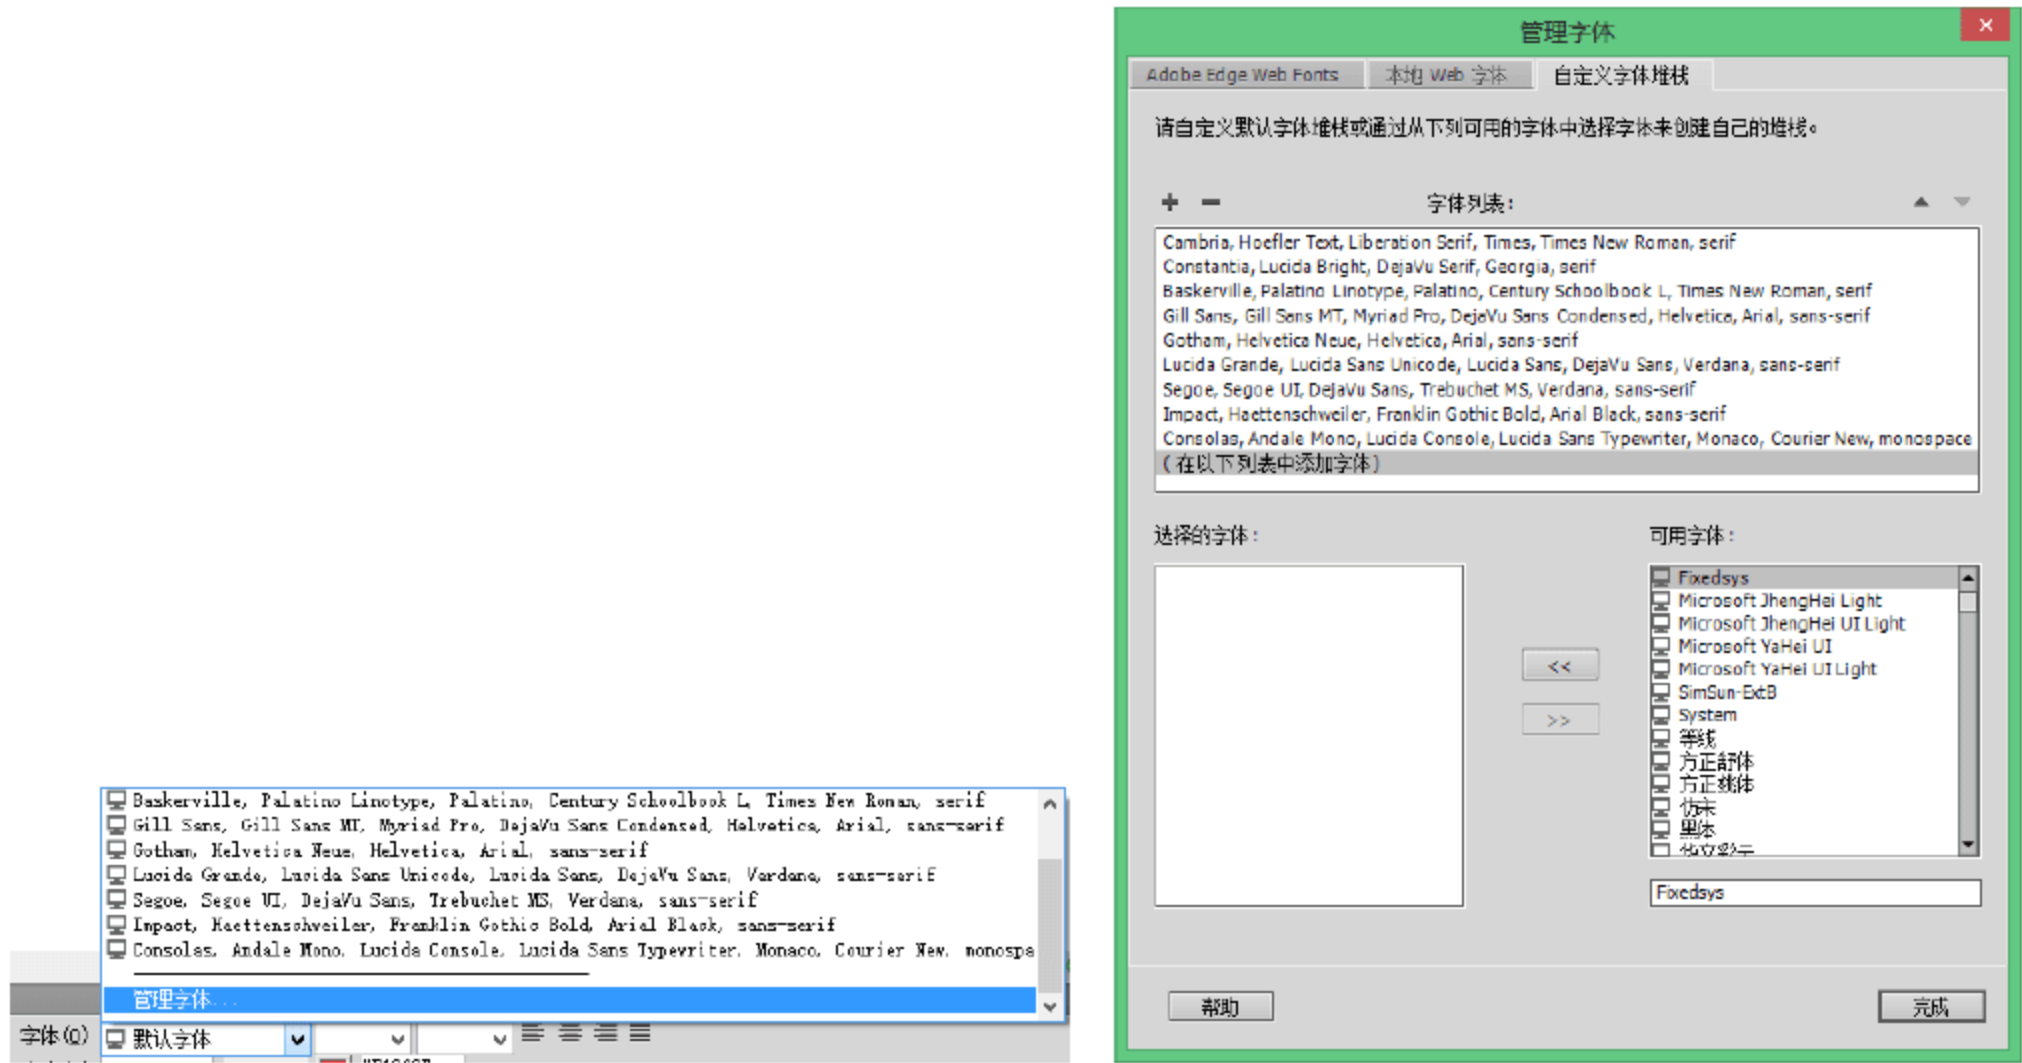 Baskerville, Palatino Linotype, Palatino, Century Schoolbook L, Times New Roman, serif
Gill Sans, Gill Sans MT, Myriad Pro, DejaVu Sans Condensed, Helvetica, Arial, sans-serif
Gotham, Helvetica Neue, Helvetica, Arial, sans-serif
Lucida Grande, Lucida Sans Unicode, Lucida Sans, DejaVu Sans, Verdana, sans-serif
Segoe, Segoe UI, DejaVu Sans, Trebuchet MS, Verdana, sans-serif
Impact, Haettenschweiler, Franklin Gothic Bold, Arial Black, sans-serif
Consolas, Andale Mono, Lucida Console, Lucida Sans Typewriter, Monaco, Courier New, monospa
管理字体...
字体(O) 默认字体
管理字体
Adobe Edge Web Fonts 本地 Web 字体 自定义字体堆栈
请自定义默认字体堆栈或通过从下列可用的字体中选择字体来创建自己的堆栈。
+ − 字体列表:
Cambria, Hoefler Text, Liberation Serif, Times, Times New Roman, serif
Constantia, Lucida Bright, DejaVu Serif, Georgia, serif
Baskerville, Palatino Linotype, Palatino, Century Schoolbook L, Times New Roman, serif
Gill Sans, Gill Sans MT, Myriad Pro, DejaVu Sans Condensed, Helvetica, Arial, sans-serif
Gotham, Helvetica Neue, Helvetica, Arial, sans-serif
Lucida Grande, Lucida Sans Unicode, Lucida Sans, DejaVu Sans, Verdana, sans-serif
Segoe, Segoe UI, DejaVu Sans, Trebuchet MS, Verdana, sans-serif
Impact, Haettenschweiler, Franklin Gothic Bold, Arial Black, sans-serif
Consolas, Andale Mono, Lucida Console, Lucida Sans Typewriter, Monaco, Courier New, monospace
(在以下列表中添加字体)
选择的字体: 可用字体:
Fixedsys
Microsoft JhengHei Light
Microsoft JhengHei UI Light
Microsoft YaHei UI
Microsoft YaHei UI Light
SimSun-ExtB
System
等线
方正舒体
方正姚体
仿宋
黑体
<<
>>
Fixedsys
帮助 完成